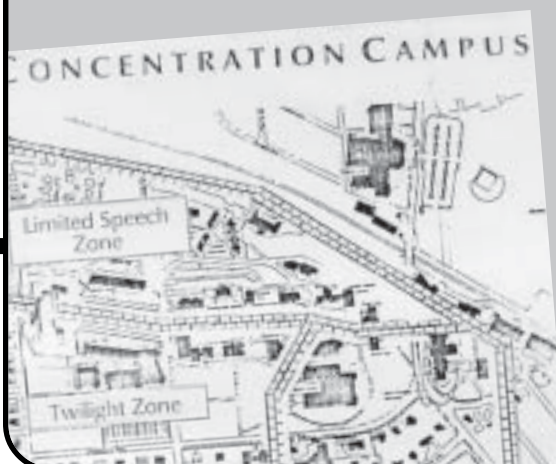 CONCENTRATION CAMPUS
Limited Speech
Zone
Twilight Zone